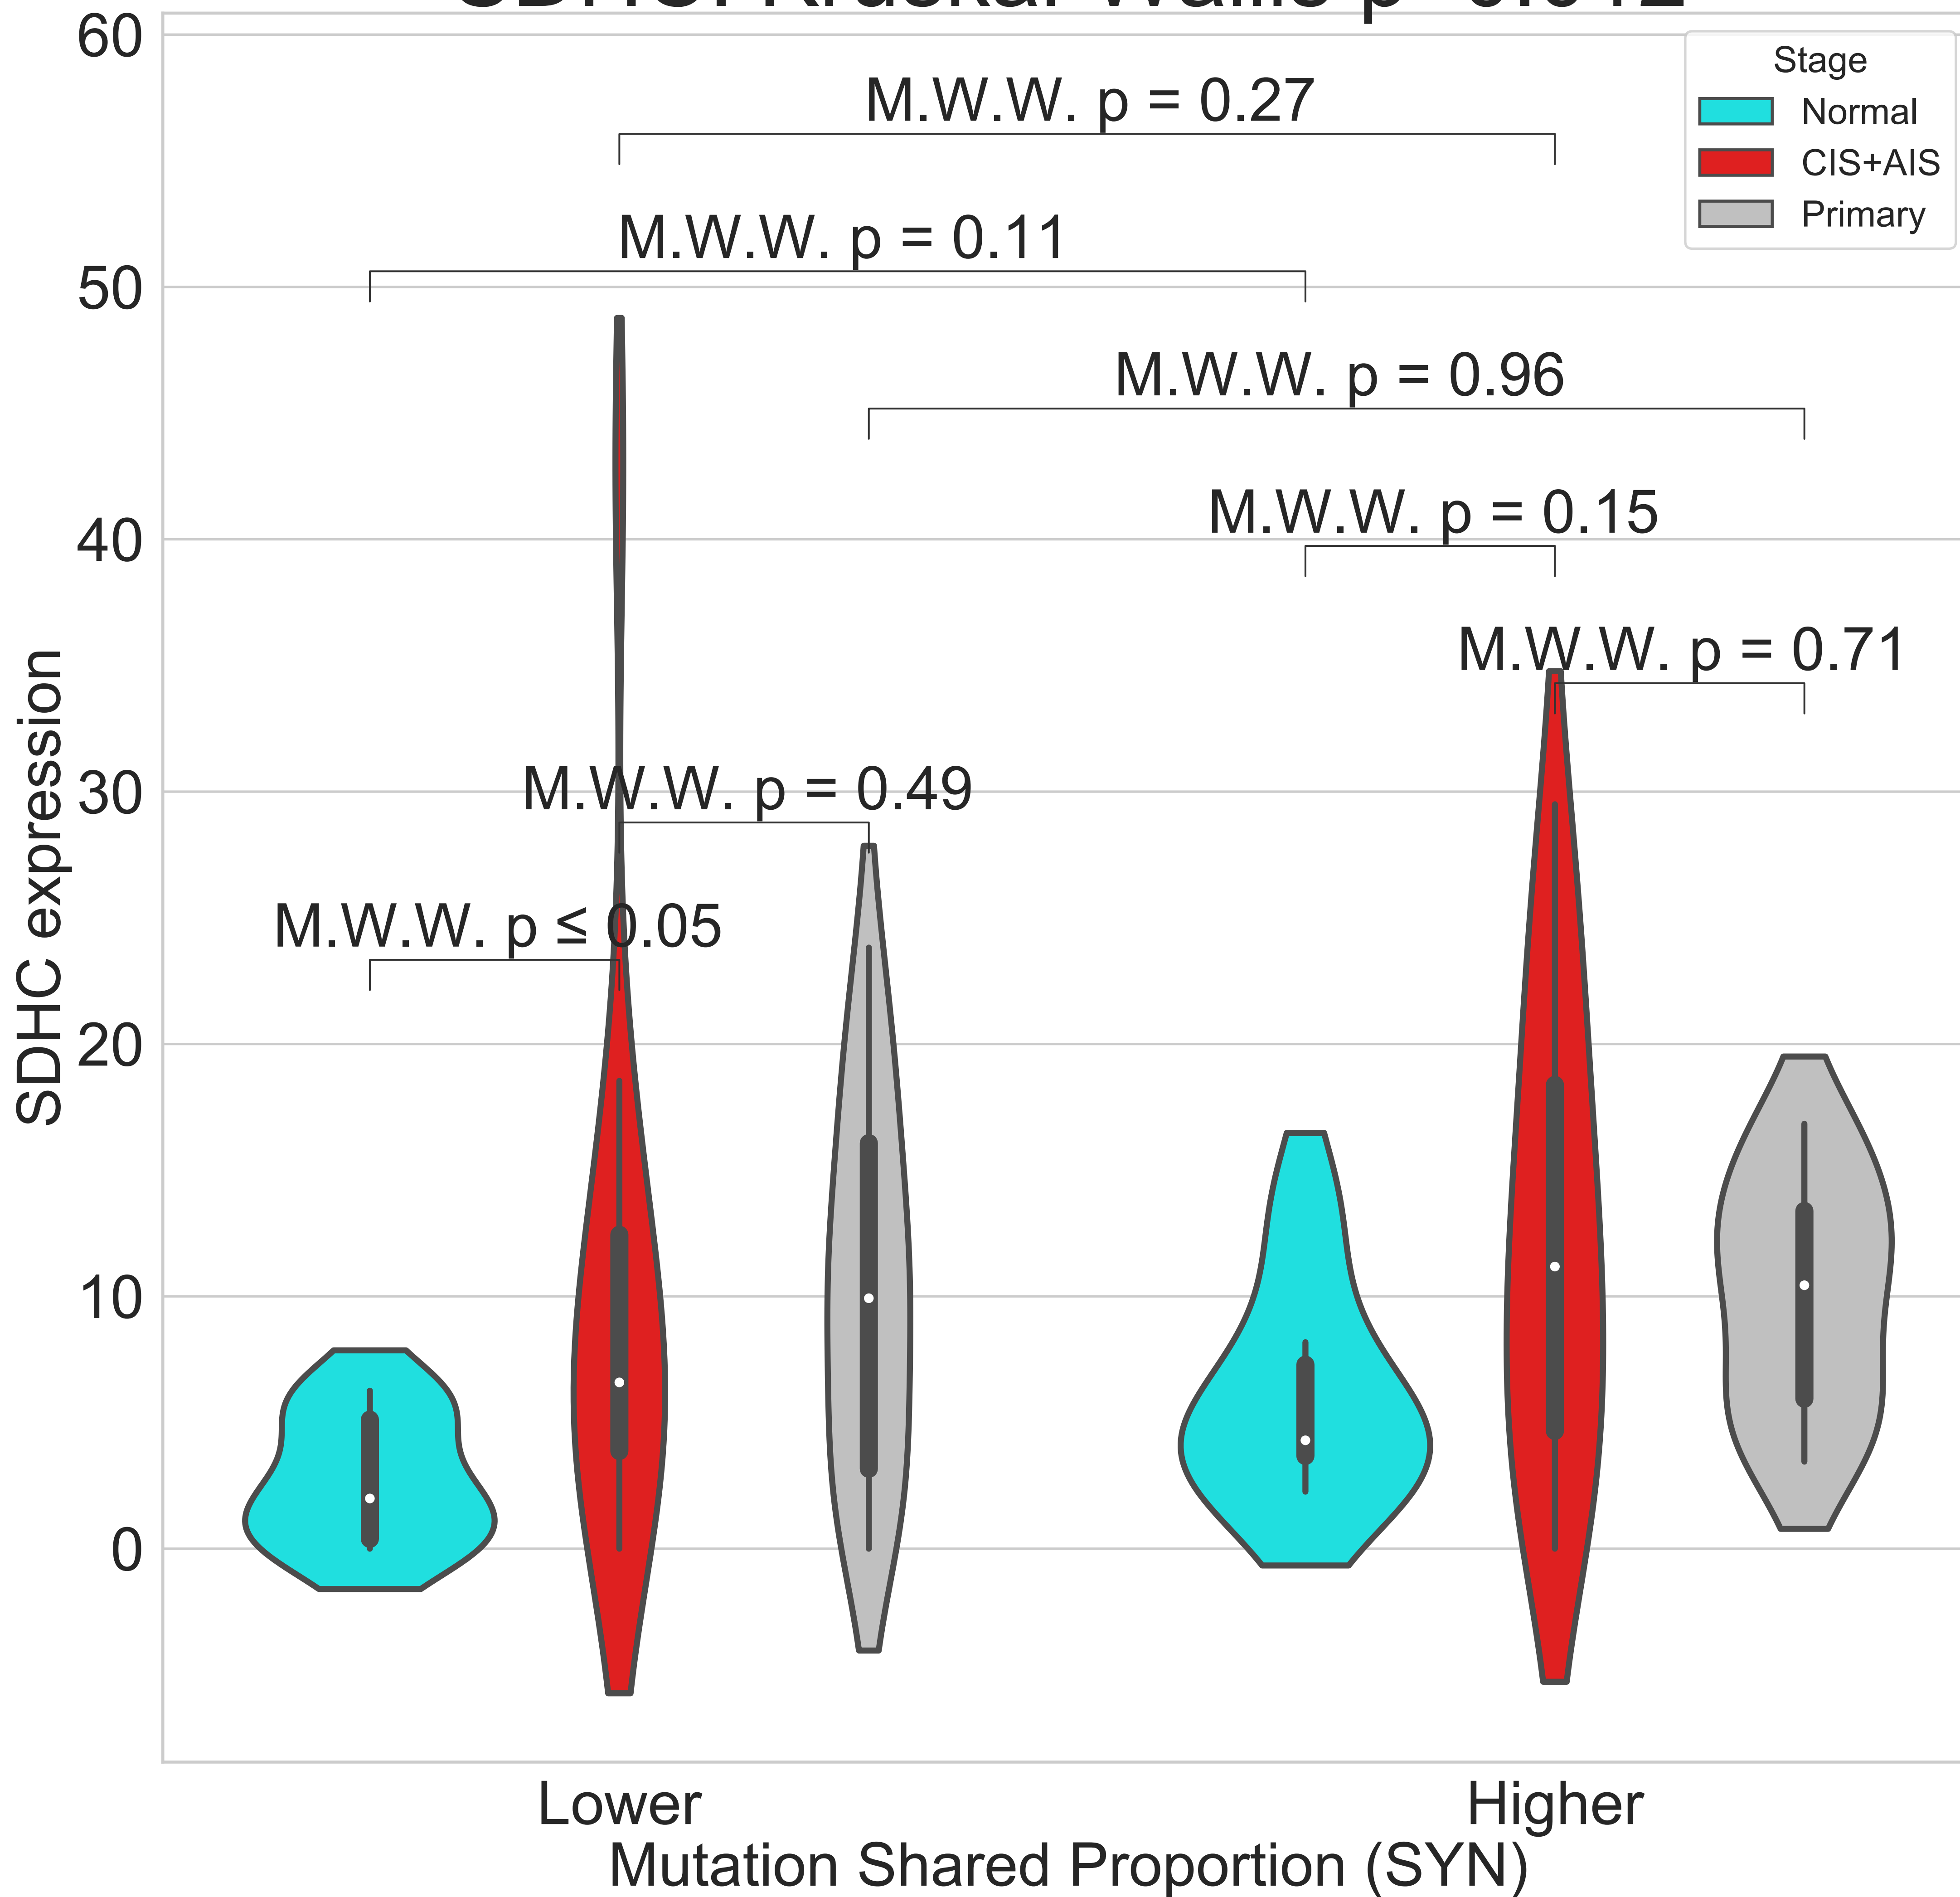 60
M.W.W. p = 0.27
Stage
Normal
CIS+AIS
Primary
M.W.W. p = 0.11
50
M.W.W. p = 0.96
M.W.W. p = 0.15
40
M.W.W. p = 0.71
30
M.W.W. p = 0.49
M.W.W. p ≤ 0.05
20
10
0
SDHC expression
Lower
Higher
Mutation Shared Proportion (SYN)